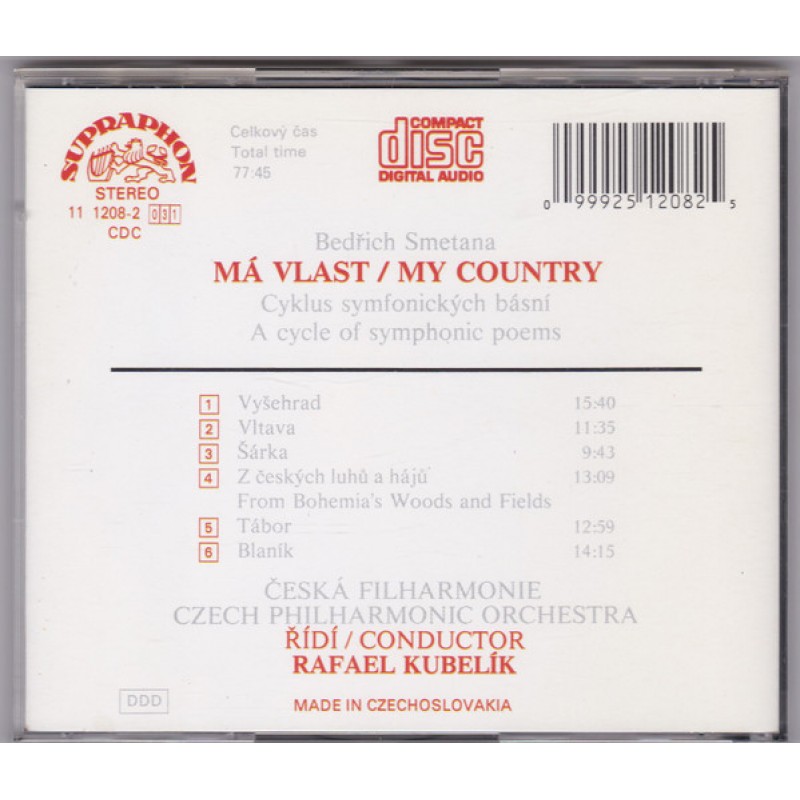 SUPRAPHON
STEREO
11 1208-2 031
CDC
Celkový čas
Total time
77:45
COMPACT
disc
DIGITAL AUDIO
0 99925 12082 5
Bedřich Smetana
MÁ VLAST / MY COUNTRY
Cyklus symfonických básní
A cycle of symphonic poems
1 Vyšehrad 15:40
2 Vltava 11:35
3 Šárka 9:43
4 Z českých luhů a hájů 13:09
From Bohemia's Woods and Fields
5 Tábor 12:59
6 Blaník 14:15
ČESKÁ FILHARMONIE
CZECH PHILHARMONIC ORCHESTRA
ŘÍDÍ / CONDUCTOR
RAFAEL KUBELÍK
DDD
MADE IN CZECHOSLOVAKIA